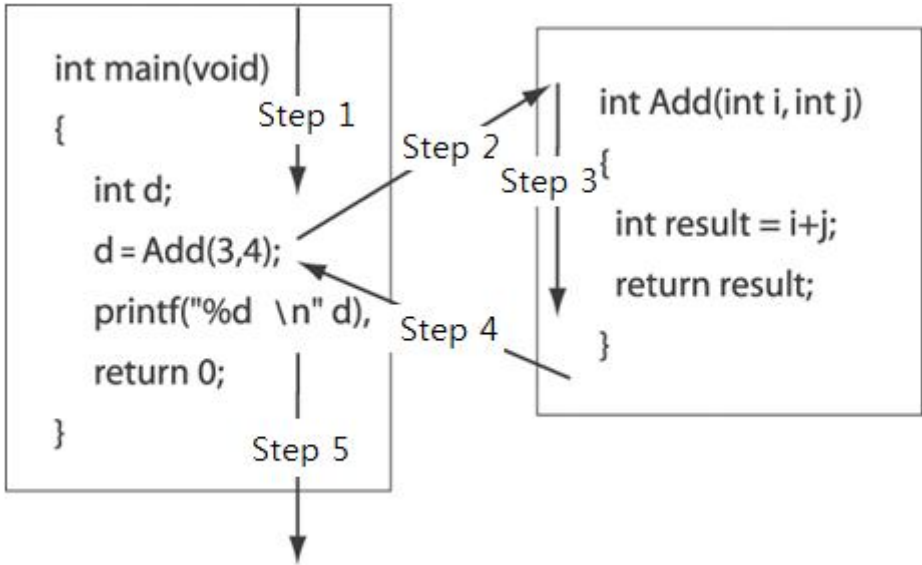 int main(void)
{
int d;
d = Add(3,4);
printf("%d \n" d),
return 0;
}
Step 1
Step 2
Step 3
Step 4
Step 5
int Add(int i, int j)
{
int result = i+j;
return result;
}